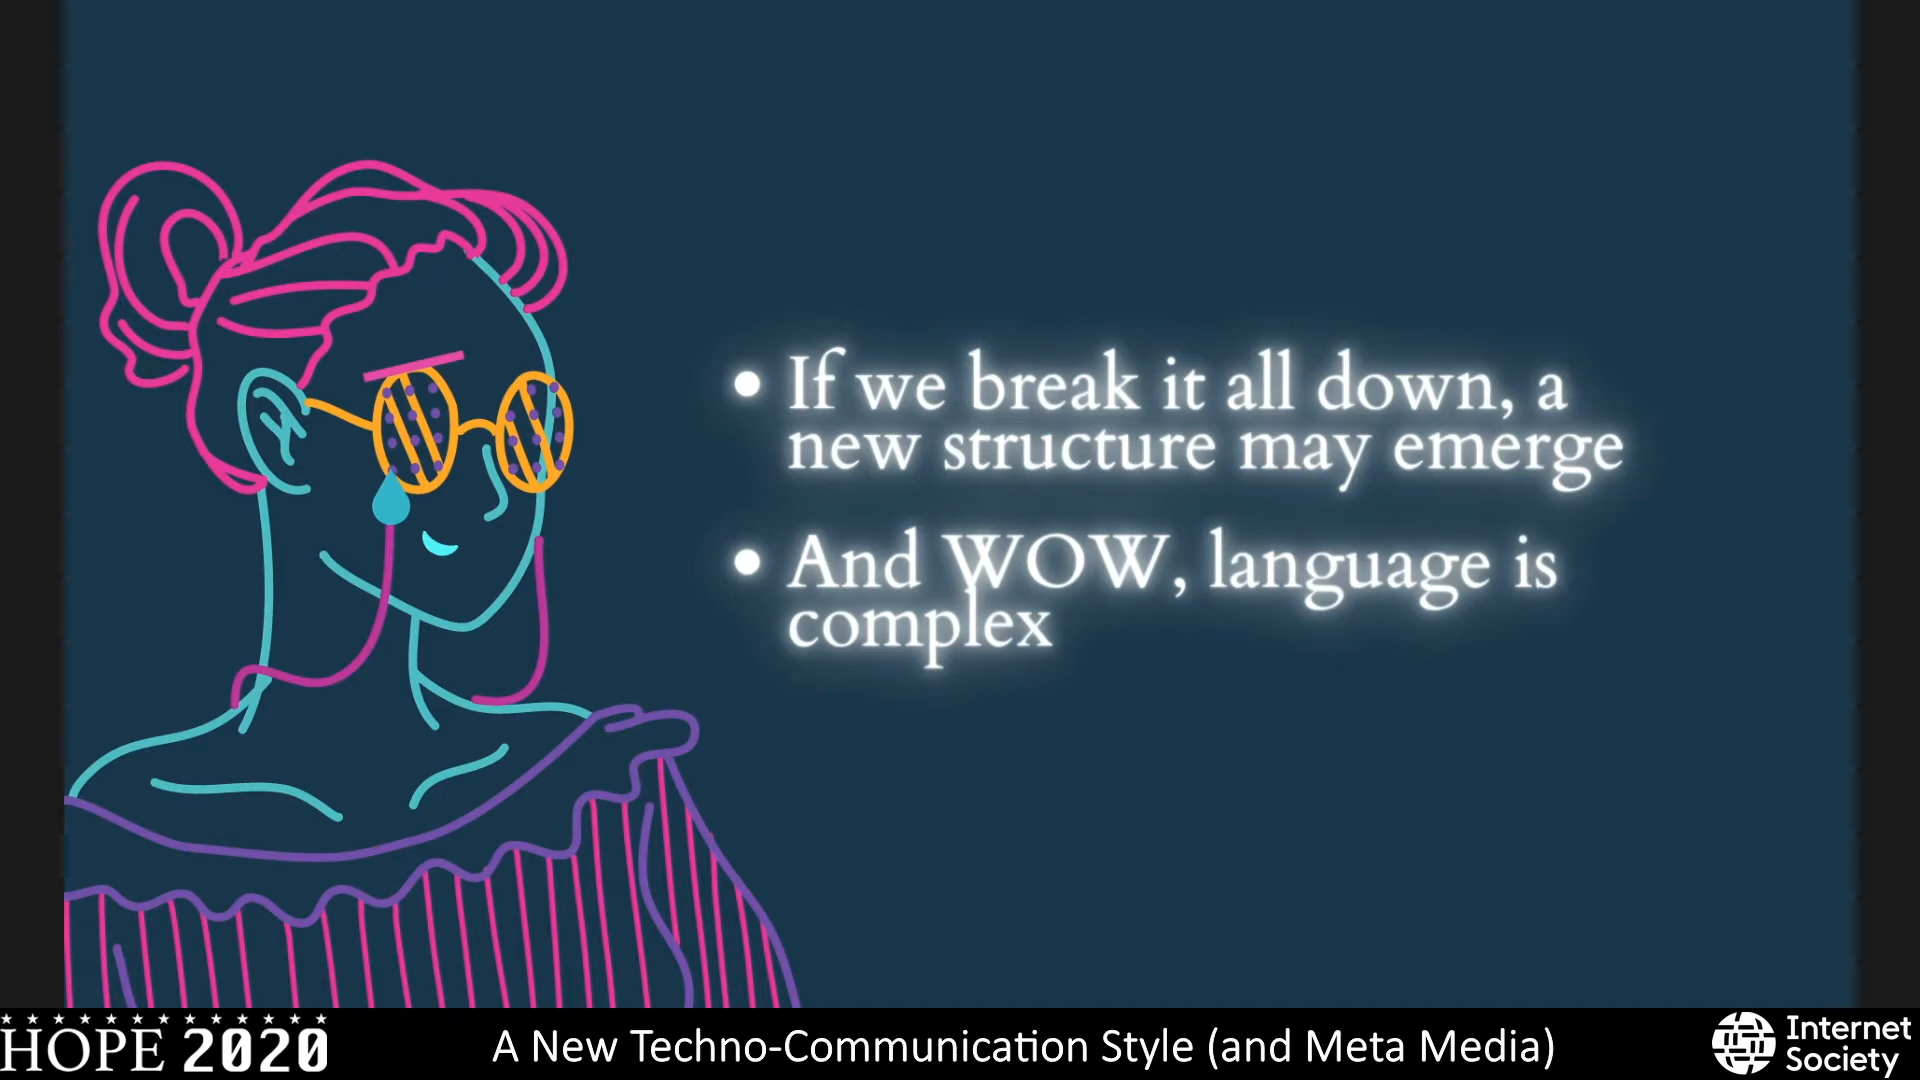 • If we break it all down, a
new structure may emerge
• And WOW, language is
complex
HOPE 2020
A New Techno-Communication Style (and Meta Media)
Internet
Society